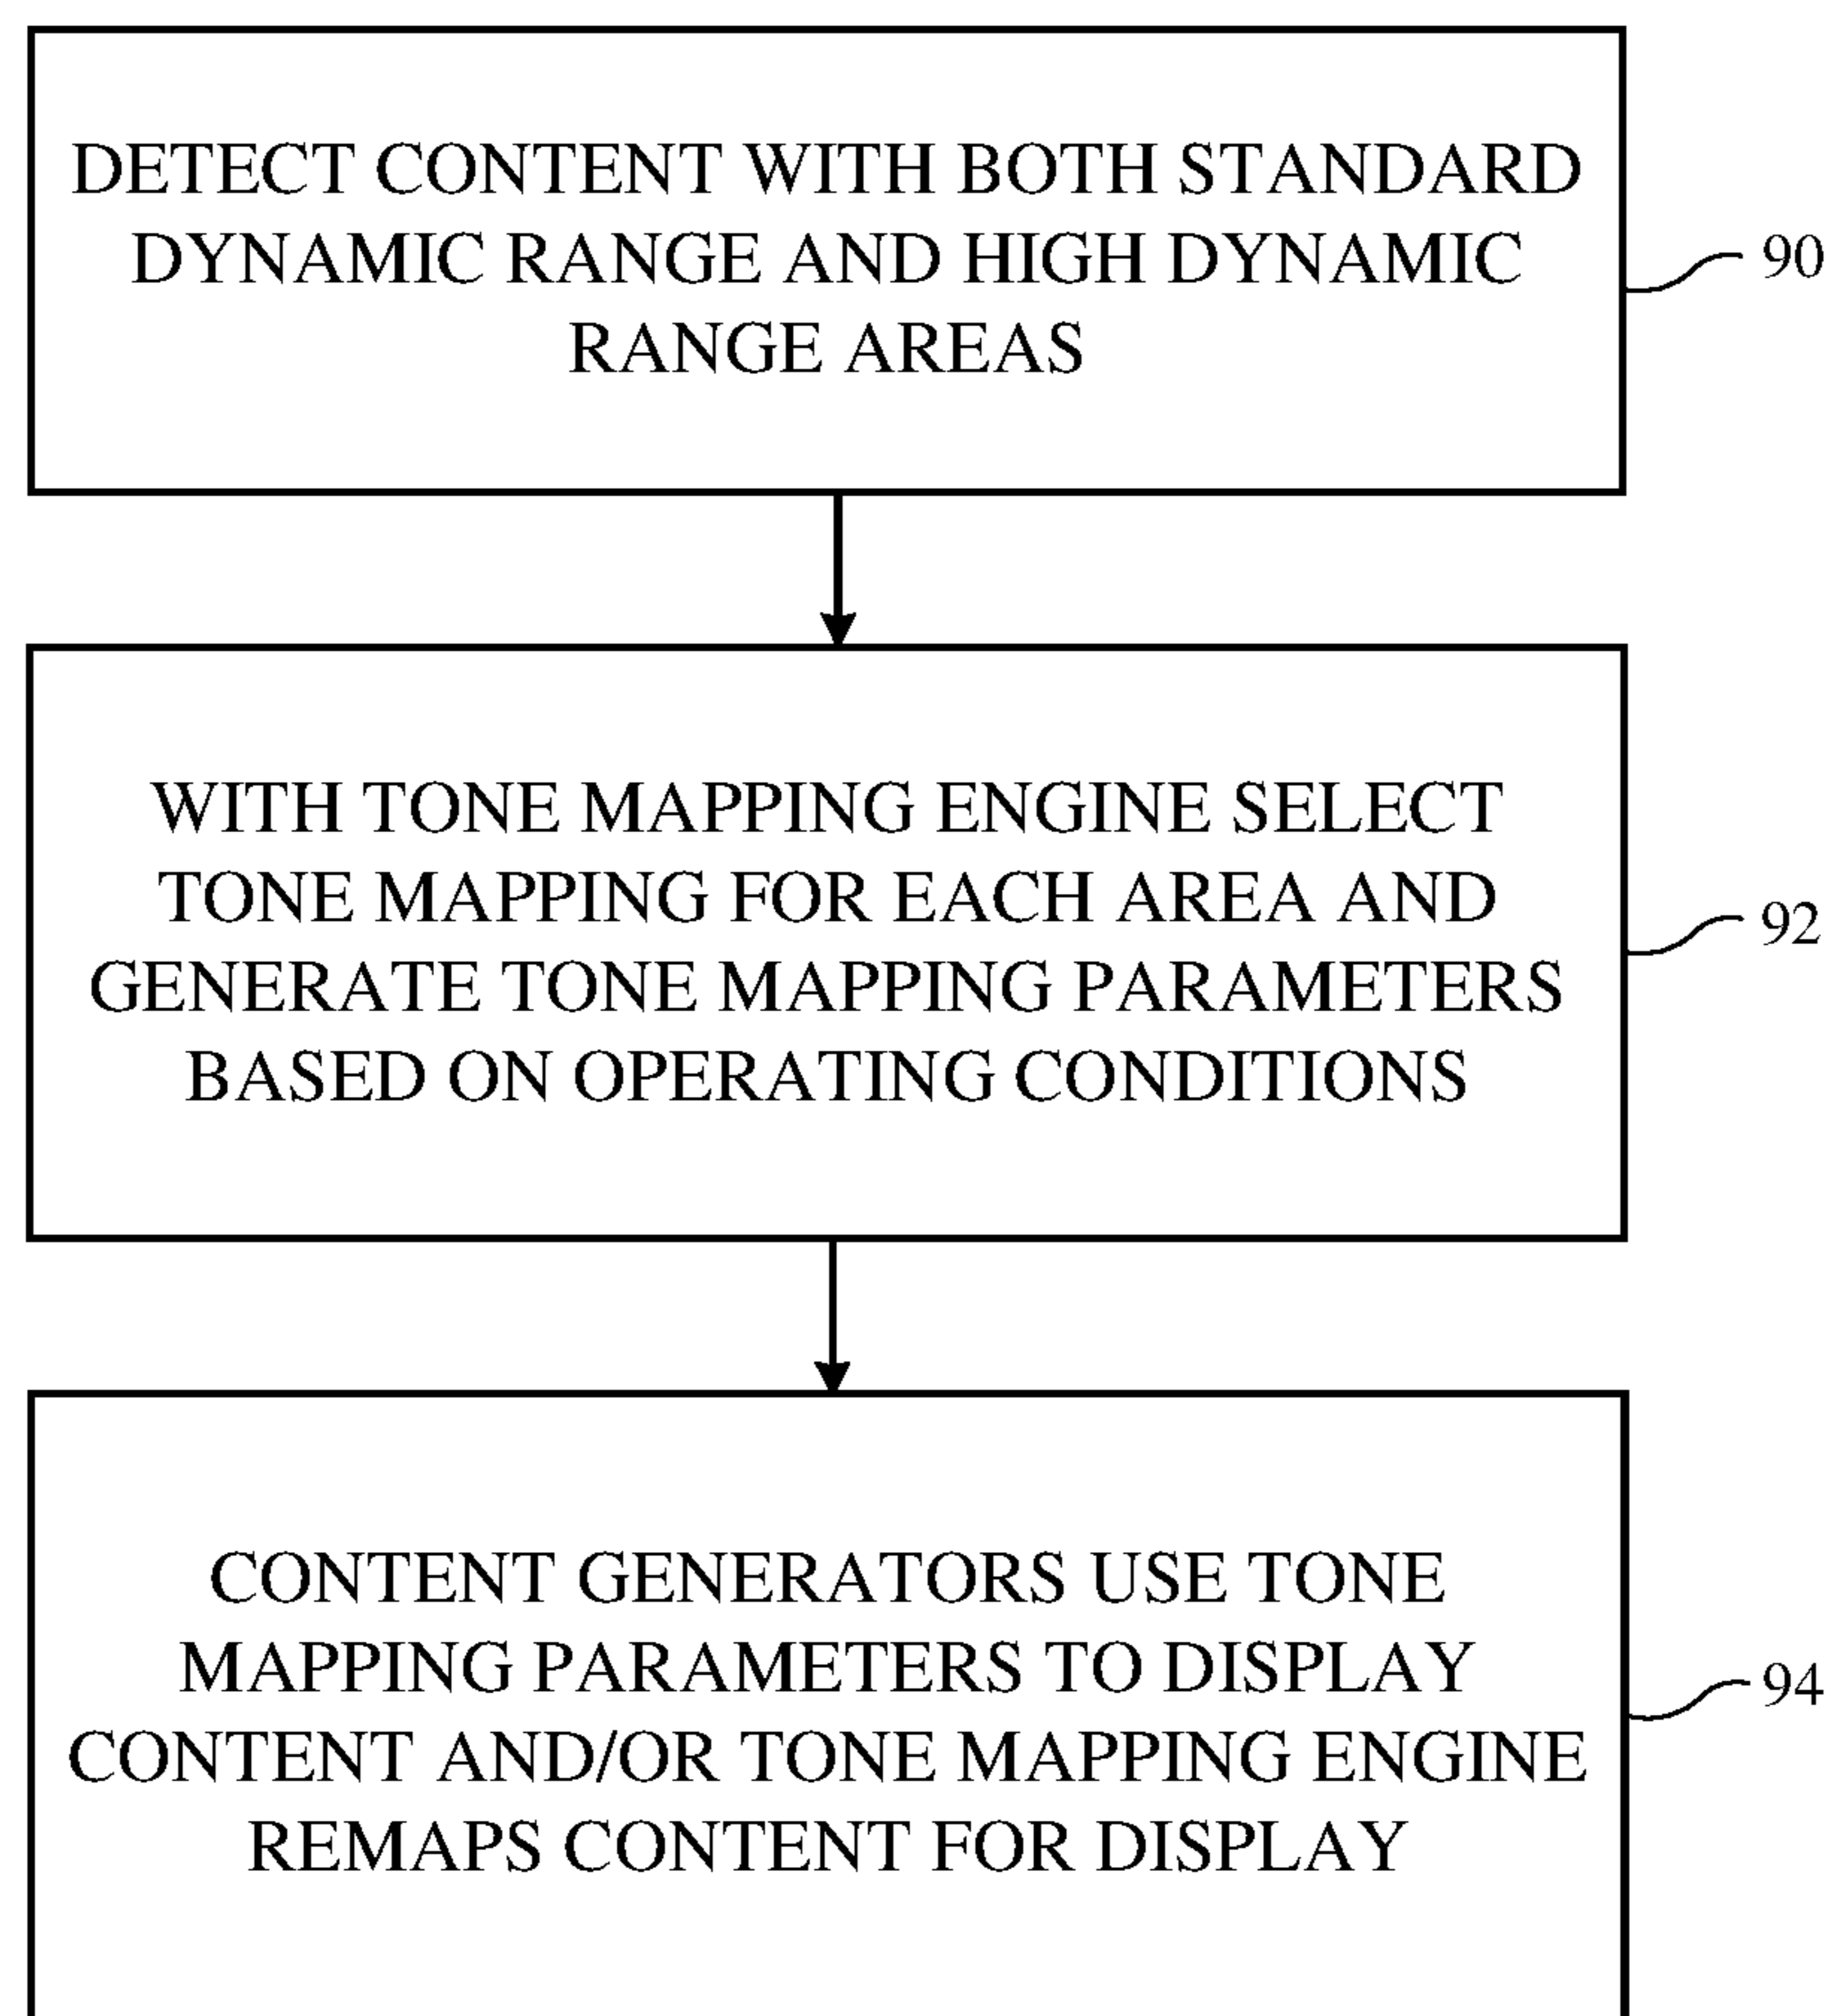 DETECT CONTENT WITH BOTH STANDARD
DYNAMIC RANGE AND HIGH DYNAMIC
RANGE AREAS
90
WITH TONE MAPPING ENGINE SELECT
TONE MAPPING FOR EACH AREA AND
GENERATE TONE MAPPING PARAMETERS
BASED ON OPERATING CONDITIONS
92
CONTENT GENERATORS USE TONE
MAPPING PARAMETERS TO DISPLAY
CONTENT AND/OR TONE MAPPING ENGINE
REMAPS CONTENT FOR DISPLAY
94